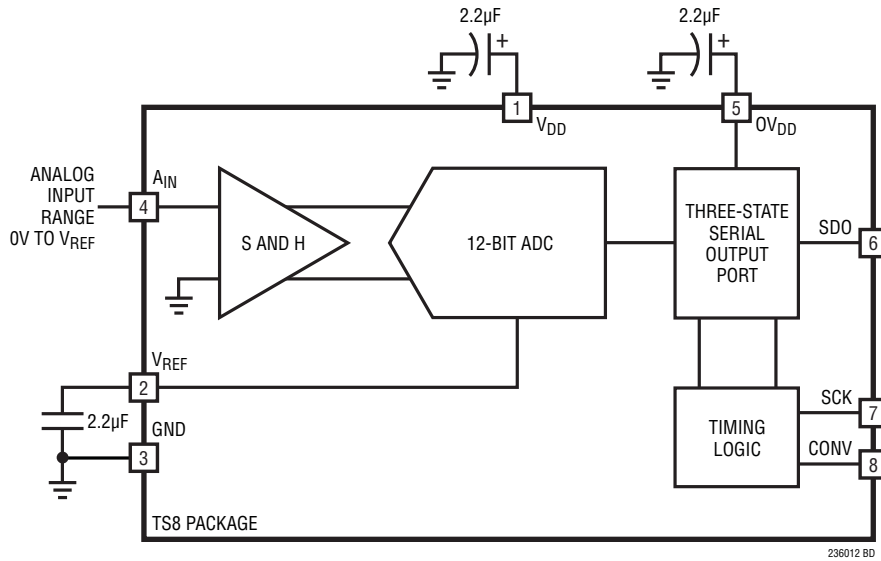 2.2µF
+
2.2µF
+
1
VDD
5
OVDD
ANALOG
INPUT
RANGE
0V TO VREF
4
AIN
S AND H
12-BIT ADC
THREE-STATE
SERIAL
OUTPUT
PORT
SDO
6
VREF
2
2.2µF
GND
3
TIMING
LOGIC
SCK
7
CONV
8
TS8 PACKAGE
236012 BD